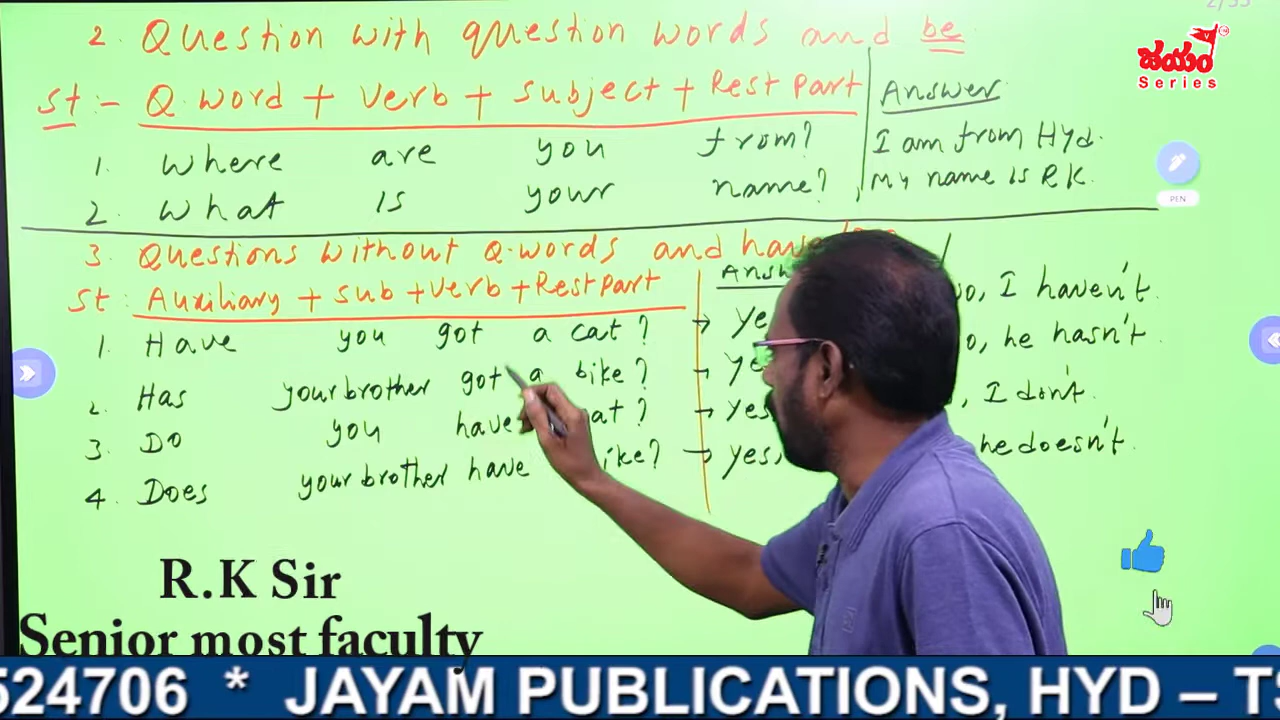 2/33
2. Question with question words and be
జయం
Series
St :- Q.word + verb + subject + Rest part
Answer
1. Where are you from?
I am from Hyd.
2. What is your name?
My name is RK.
PEN
3. Questions without Q.words and have
St : Auxiliary + sub + verb + Rest part
1. Have you got a cat? → ye , I haven't.
2. Has your brother got a bike? → ye , he hasn't.
3. Do you have → yes , I don't.
4. Does your brother have → yes, he doesn't.
R.K Sir
Senior most faculty
524706 * JAYAM PUBLICATIONS, HYD – TS